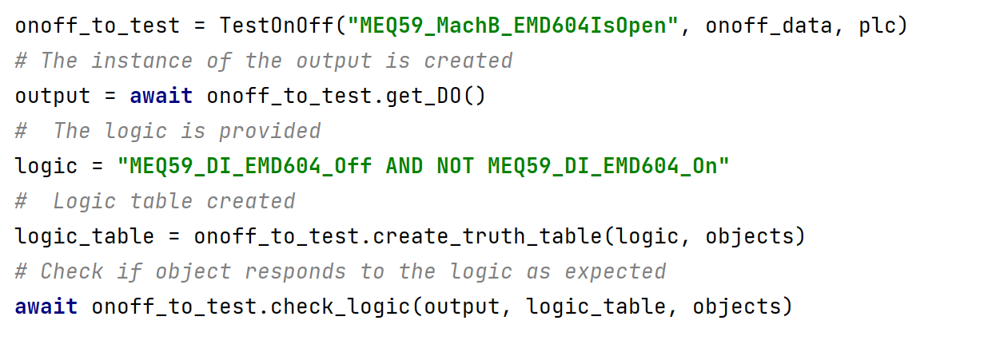 onoff_to_test = TestOnOff("MEQ59_MachB_EMD604IsOpen", onoff_data, plc)
# The instance of the output is created
output = await onoff_to_test.get_DO()
#  The logic is provided
logic = "MEQ59_DI_EMD604_Off AND NOT MEQ59_DI_EMD604_On"
#  Logic table created
logic_table = onoff_to_test.create_truth_table(logic, objects)
# Check if object responds to the logic as expected
await onoff_to_test.check_logic(output, logic_table, objects)